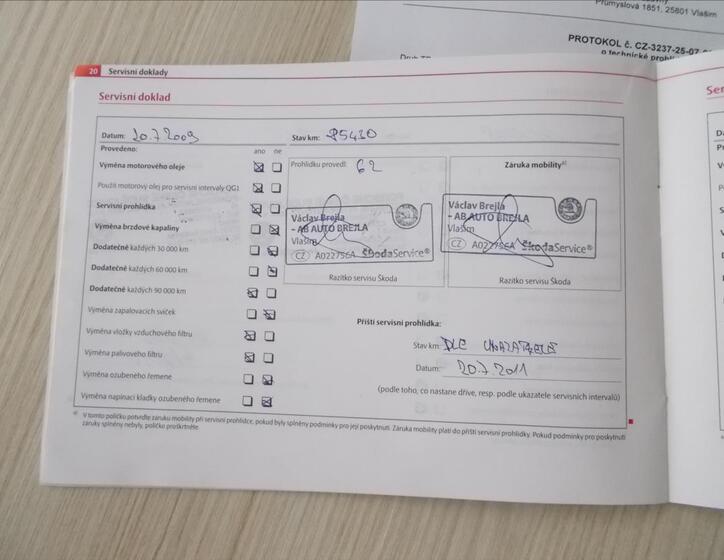 Průmyslová 1851, 25801 Vlašim
PROTOKOL č. CZ-3237-25-07
o technické
20 Servisní doklady
Servisní doklad
Datum: 20.7.2009
Stav km: 95430
Provedeno: ano ne
Výměna motorového oleje
Použit motorový olej pro servisní intervaly QG1
Servisní prohlídka
Výměna brzdové kapaliny
Dodatečně každých 30 000 km
Dodatečně každých 60 000 km
Dodatečně každých 90 000 km
Výměna zapalovacích svíček
Výměna vložky vzduchového filtru
Výměna palivového filtru
Výměna ozubeného řemene
Výměna napínací kladky ozubeného řemene
Prohlídku provedl: 62
Václav Brejla
- AB AUTO BREJLA
Vlašim
CZ A022756A ŠkodaService®
Razítko servisu Škoda
Záruka mobility a)
Václav Brejla
- AB AUTO BREJLA
Vlašim
CZ A022756A ŠkodaService®
Razítko servisu Škoda
Příští servisní prohlídka:
Stav km: DLE UKAZATELE
Datum: 20.7.2011
(podle toho, co nastane dříve, resp. podle ukazatele servisních intervalů)
a) V tomto políčku potvrďte záruku mobility při servisní prohlídce, pokud byly splněny podmínky pro její poskytnutí. Záruka mobility platí do příští servisní prohlídky. Pokud podmínky pro poskytnutí
záruky splněny nebyly, políčko proškrtněte.